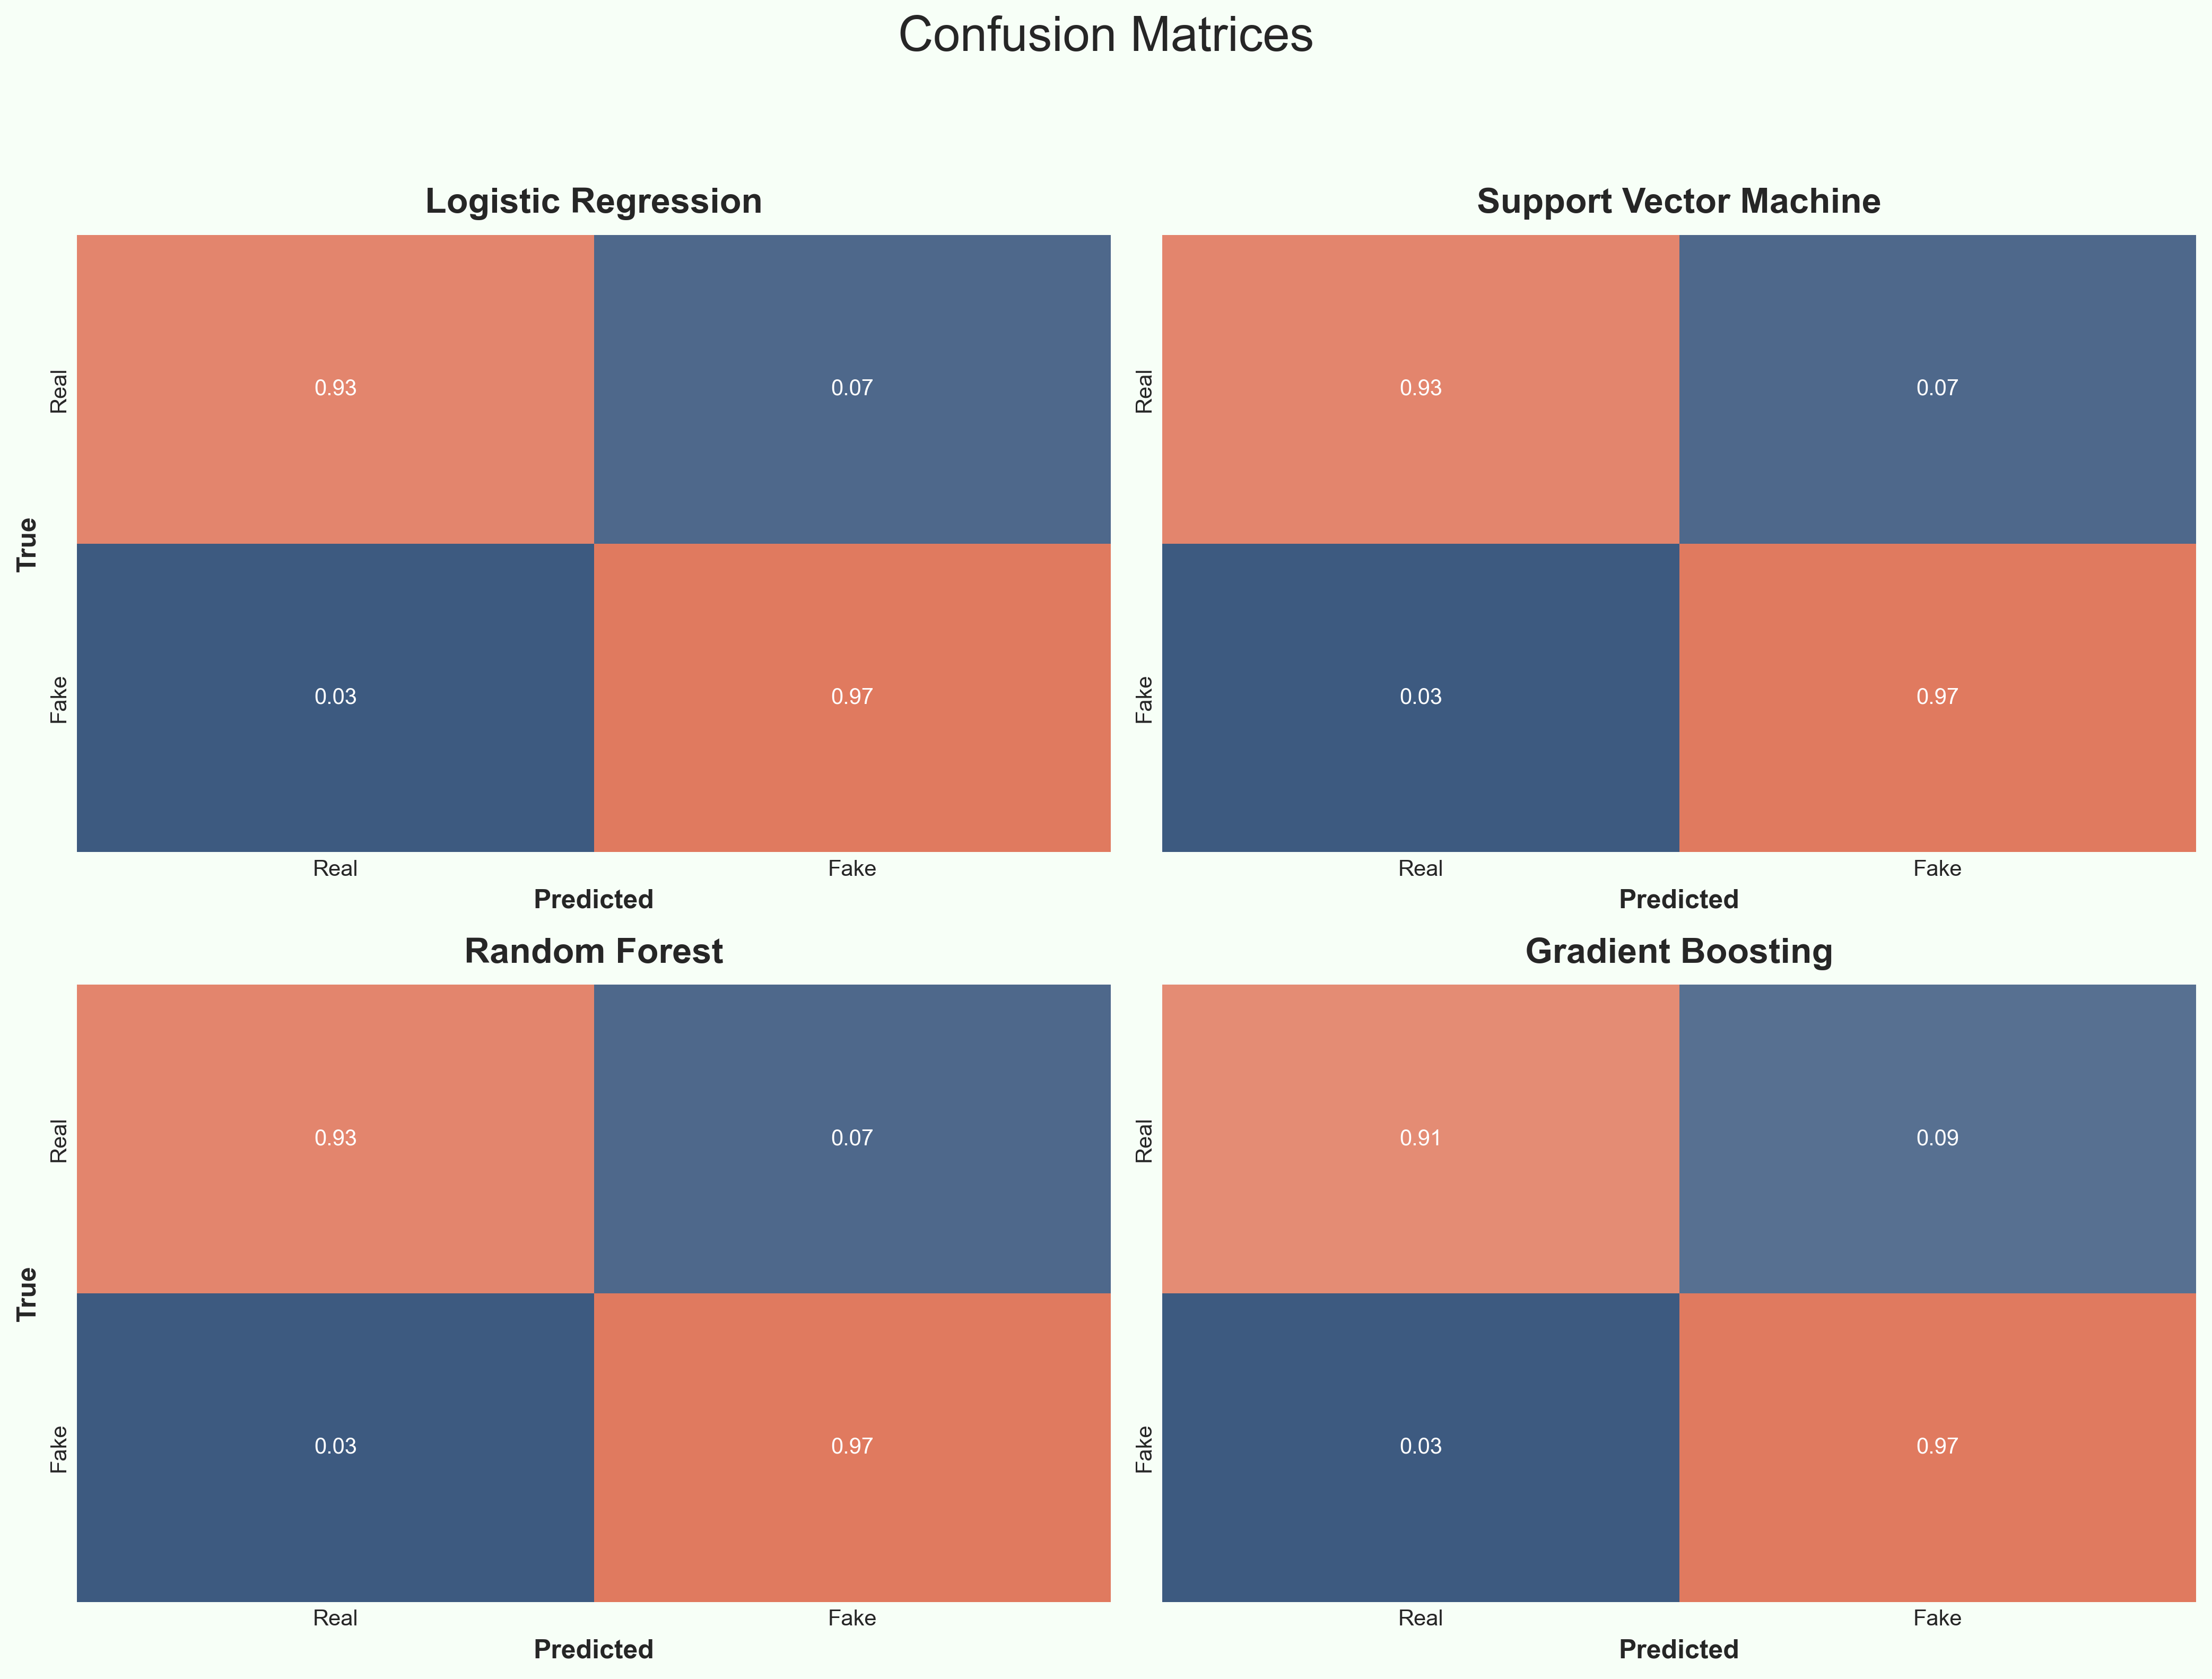 Confusion Matrices
Logistic Regression
True
Real
0.93
0.07
Fake
0.03
0.97
Real
Fake
Predicted
Support Vector Machine
Real
0.93
0.07
Fake
0.03
0.97
Real
Fake
Predicted
Random Forest
True
Real
0.93
0.07
Fake
0.03
0.97
Real
Fake
Predicted
Gradient Boosting
Real
0.91
0.09
Fake
0.03
0.97
Real
Fake
Predicted